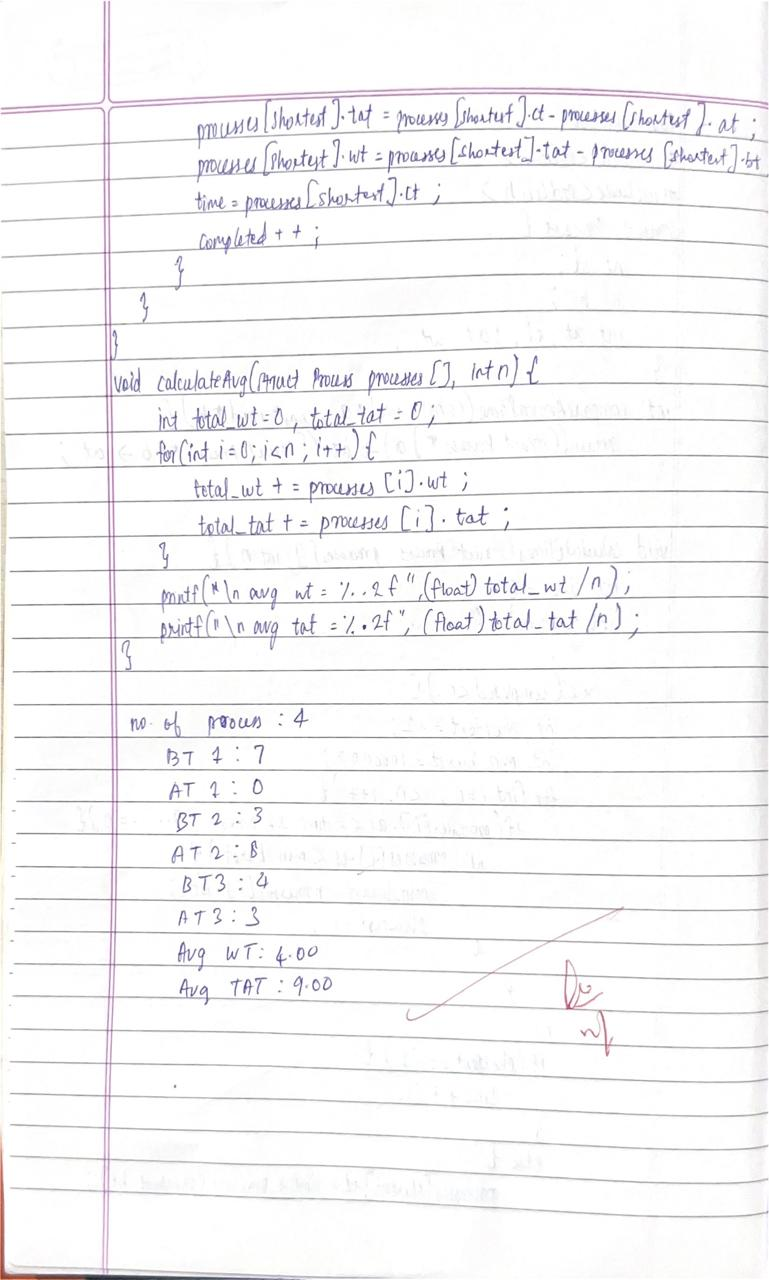 processes[shortest].tat = processes[shortest].ct - processes[shortest].at ;
processes[shortest].wt = processes[shortest].tat - processes[shortest].bt
time = processes[shortest].ct ;
completed + + ;
}
}
}
void calculateAvg(struct Process processes [], int n) {
int total_wt = 0, total_tat = 0;
for(int i = 0; i<n ; i++) {
total_wt + = processes [i].wt ;
total_tat + = processes [i]. tat ;
}
printf("\n avg wt = %. .2f", (float) total_wt /n) ;
printf("\n avg tat = %.2f", (float) total_tat /n) ;
}
no. of process : 4
BT 1 : 7
AT 1 : 0
BT 2 : 3
AT 2 : 8
BT3 : 4
AT3 : 3
Avg WT: 4.00
Avg TAT : 9.00